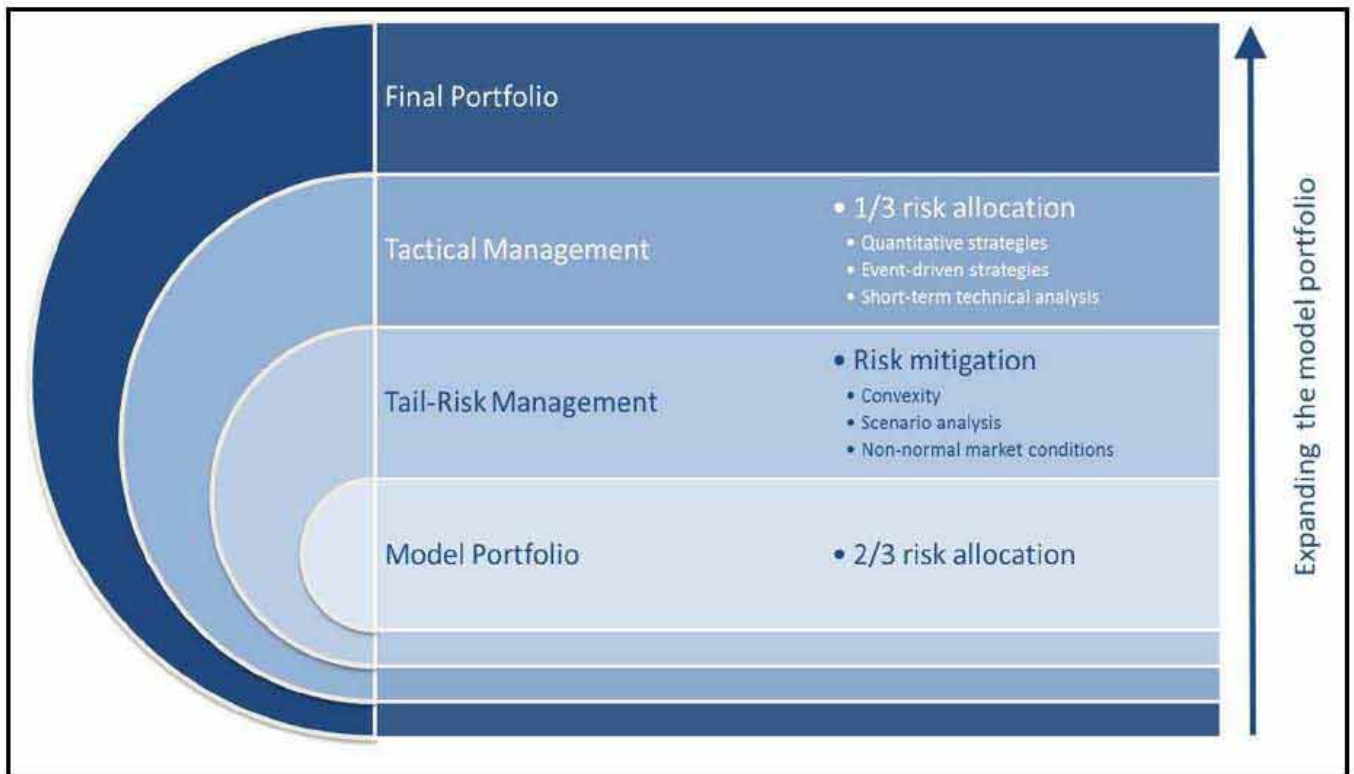 Final Portfolio
Tactical Management
• 1/3 risk allocation
• Quantitative strategies
• Event-driven strategies
• Short-term technical analysis
Tail-Risk Management
• Risk mitigation
• Convexity
• Scenario analysis
• Non-normal market conditions
Model Portfolio
• 2/3 risk allocation
Expanding the model portfolio